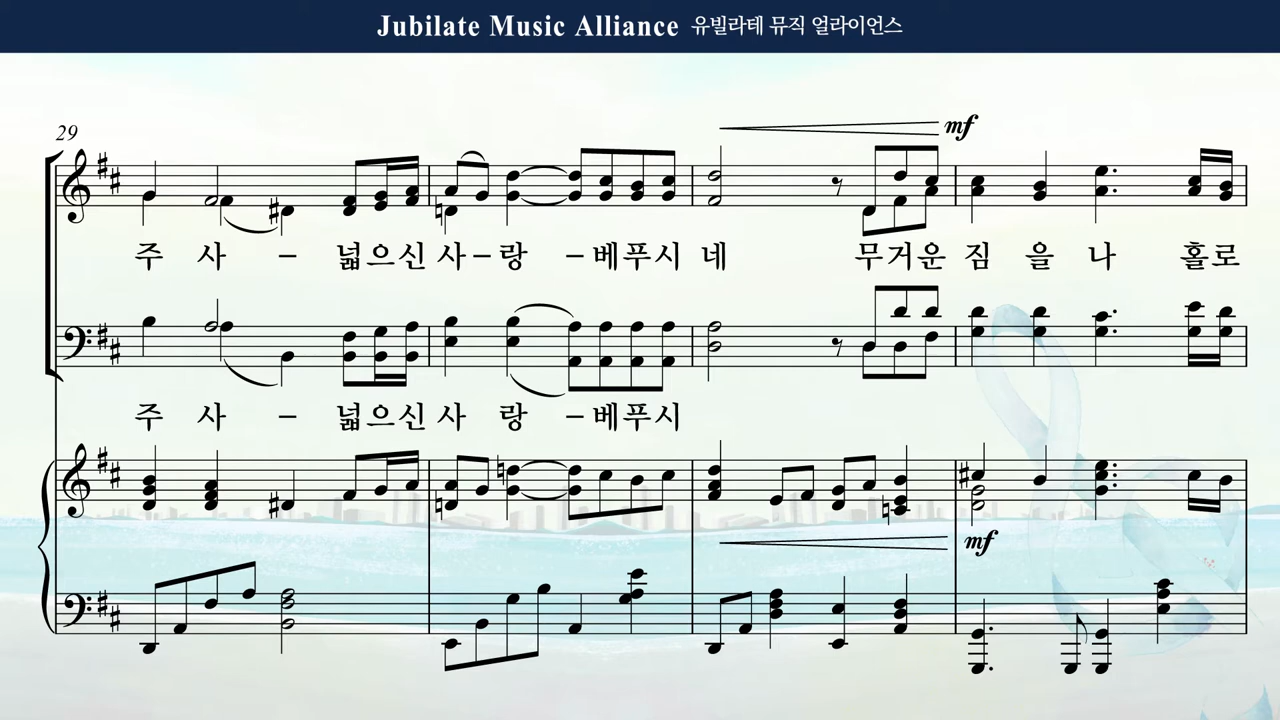 Jubilate Music Alliance 유빌라테 뮤직 얼라이언스
29
mf
주 사 – 넓으신 사–랑 –베푸시 네 무거운 짐 을 나 홀로
주 사 – 넓으신 사 랑 –베푸시
mf